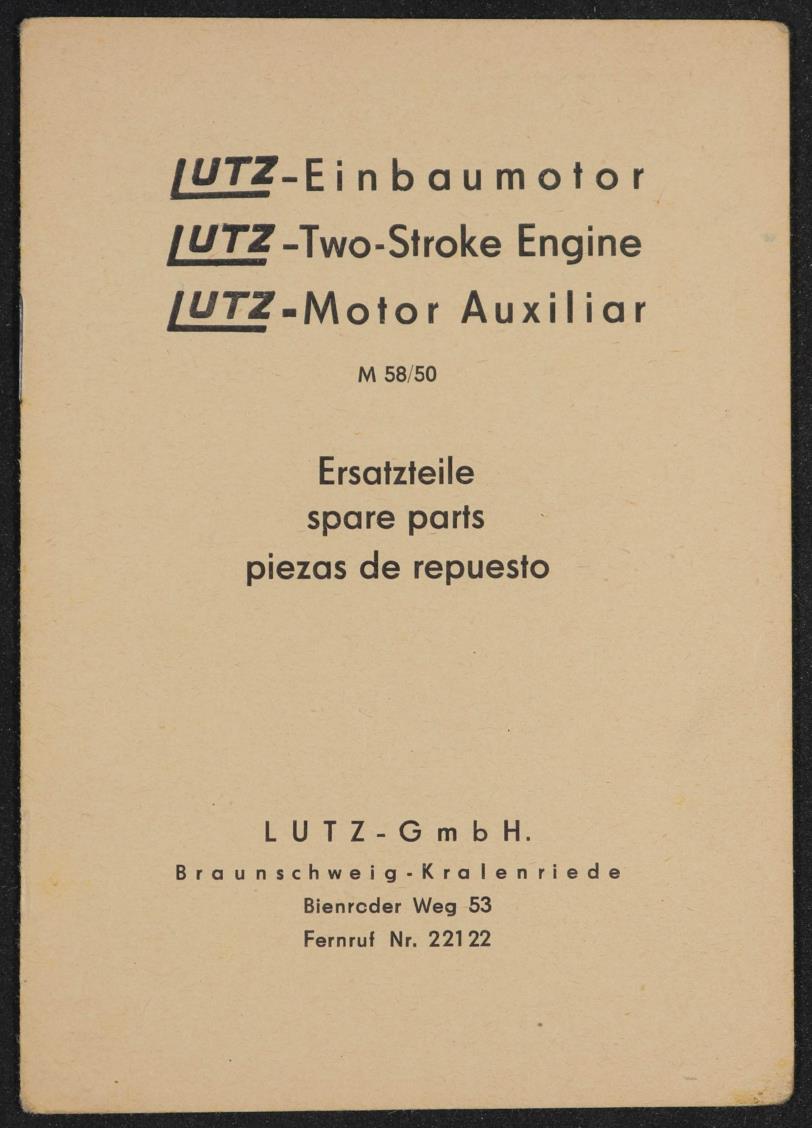 LUTZ-Einbaumotor
LUTZ-Two-Stroke Engine
LUTZ-Motor Auxiliar
M 58/50
Ersatzteile
spare parts
piezas de repuesto
LUTZ-GmbH.
Braunschweig-Kralenriede
Bienrcder Weg 53
Fernruf Nr. 22122